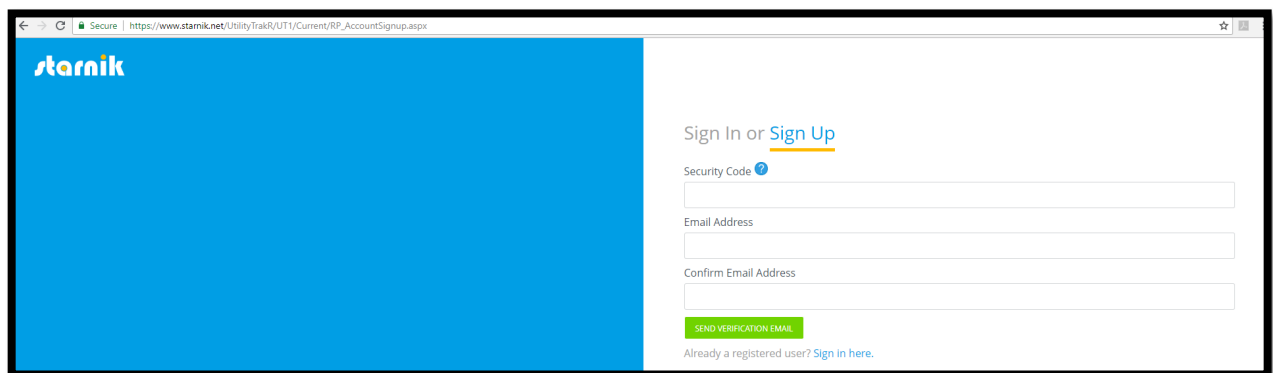 Secure | https://www.starnik.net/UtilityTrakR/UT1/Current/RP_AccountSignup.aspx
starnik
Sign In or Sign Up
Security Code ?
Email Address
Confirm Email Address
SEND VERIFICATION EMAIL
Already a registered user? Sign in here.